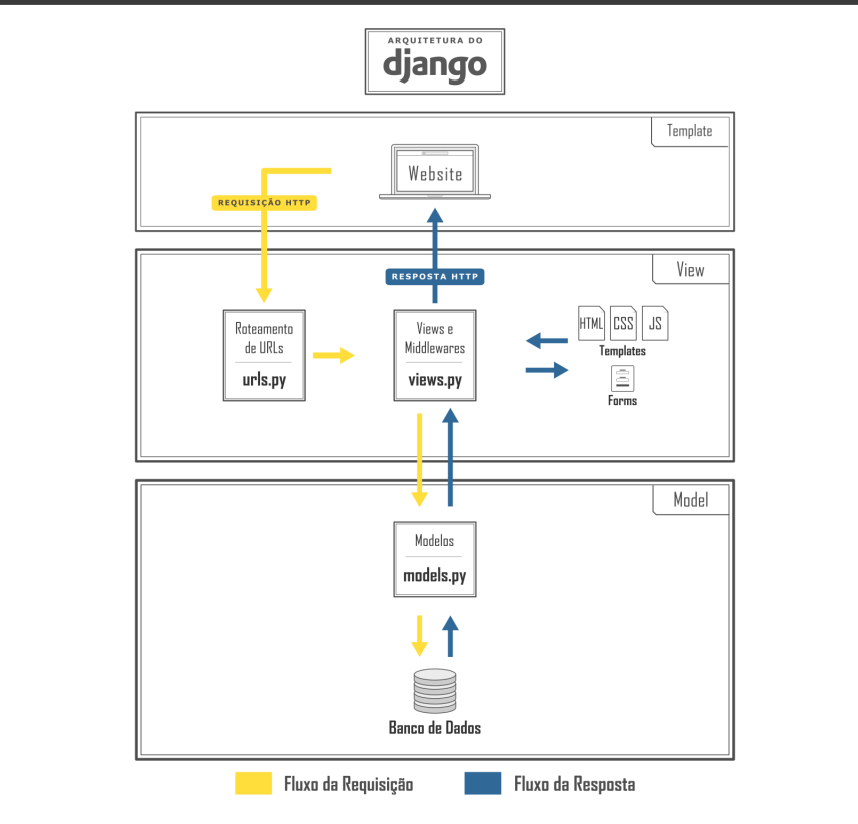 ARQUITETURA DO
django
Template
Website
REQUISIÇÃO HTTP
RESPOSTA HTTP
View
Roteamento
de URLs
urls.py
Views e
Middlewares
views.py
HTML CSS JS
Templates
Forms
Model
Modelos
models.py
Banco de Dados
Fluxo da Requisição
Fluxo da Resposta